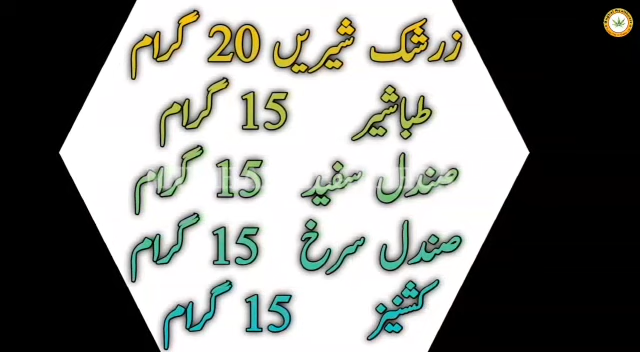 زرشک شیریں 20 گرام
طباشیر 15 گرام
صندل سفید 15 گرام
صندل سرخ 15 گرام
کشنیز 15 گرام